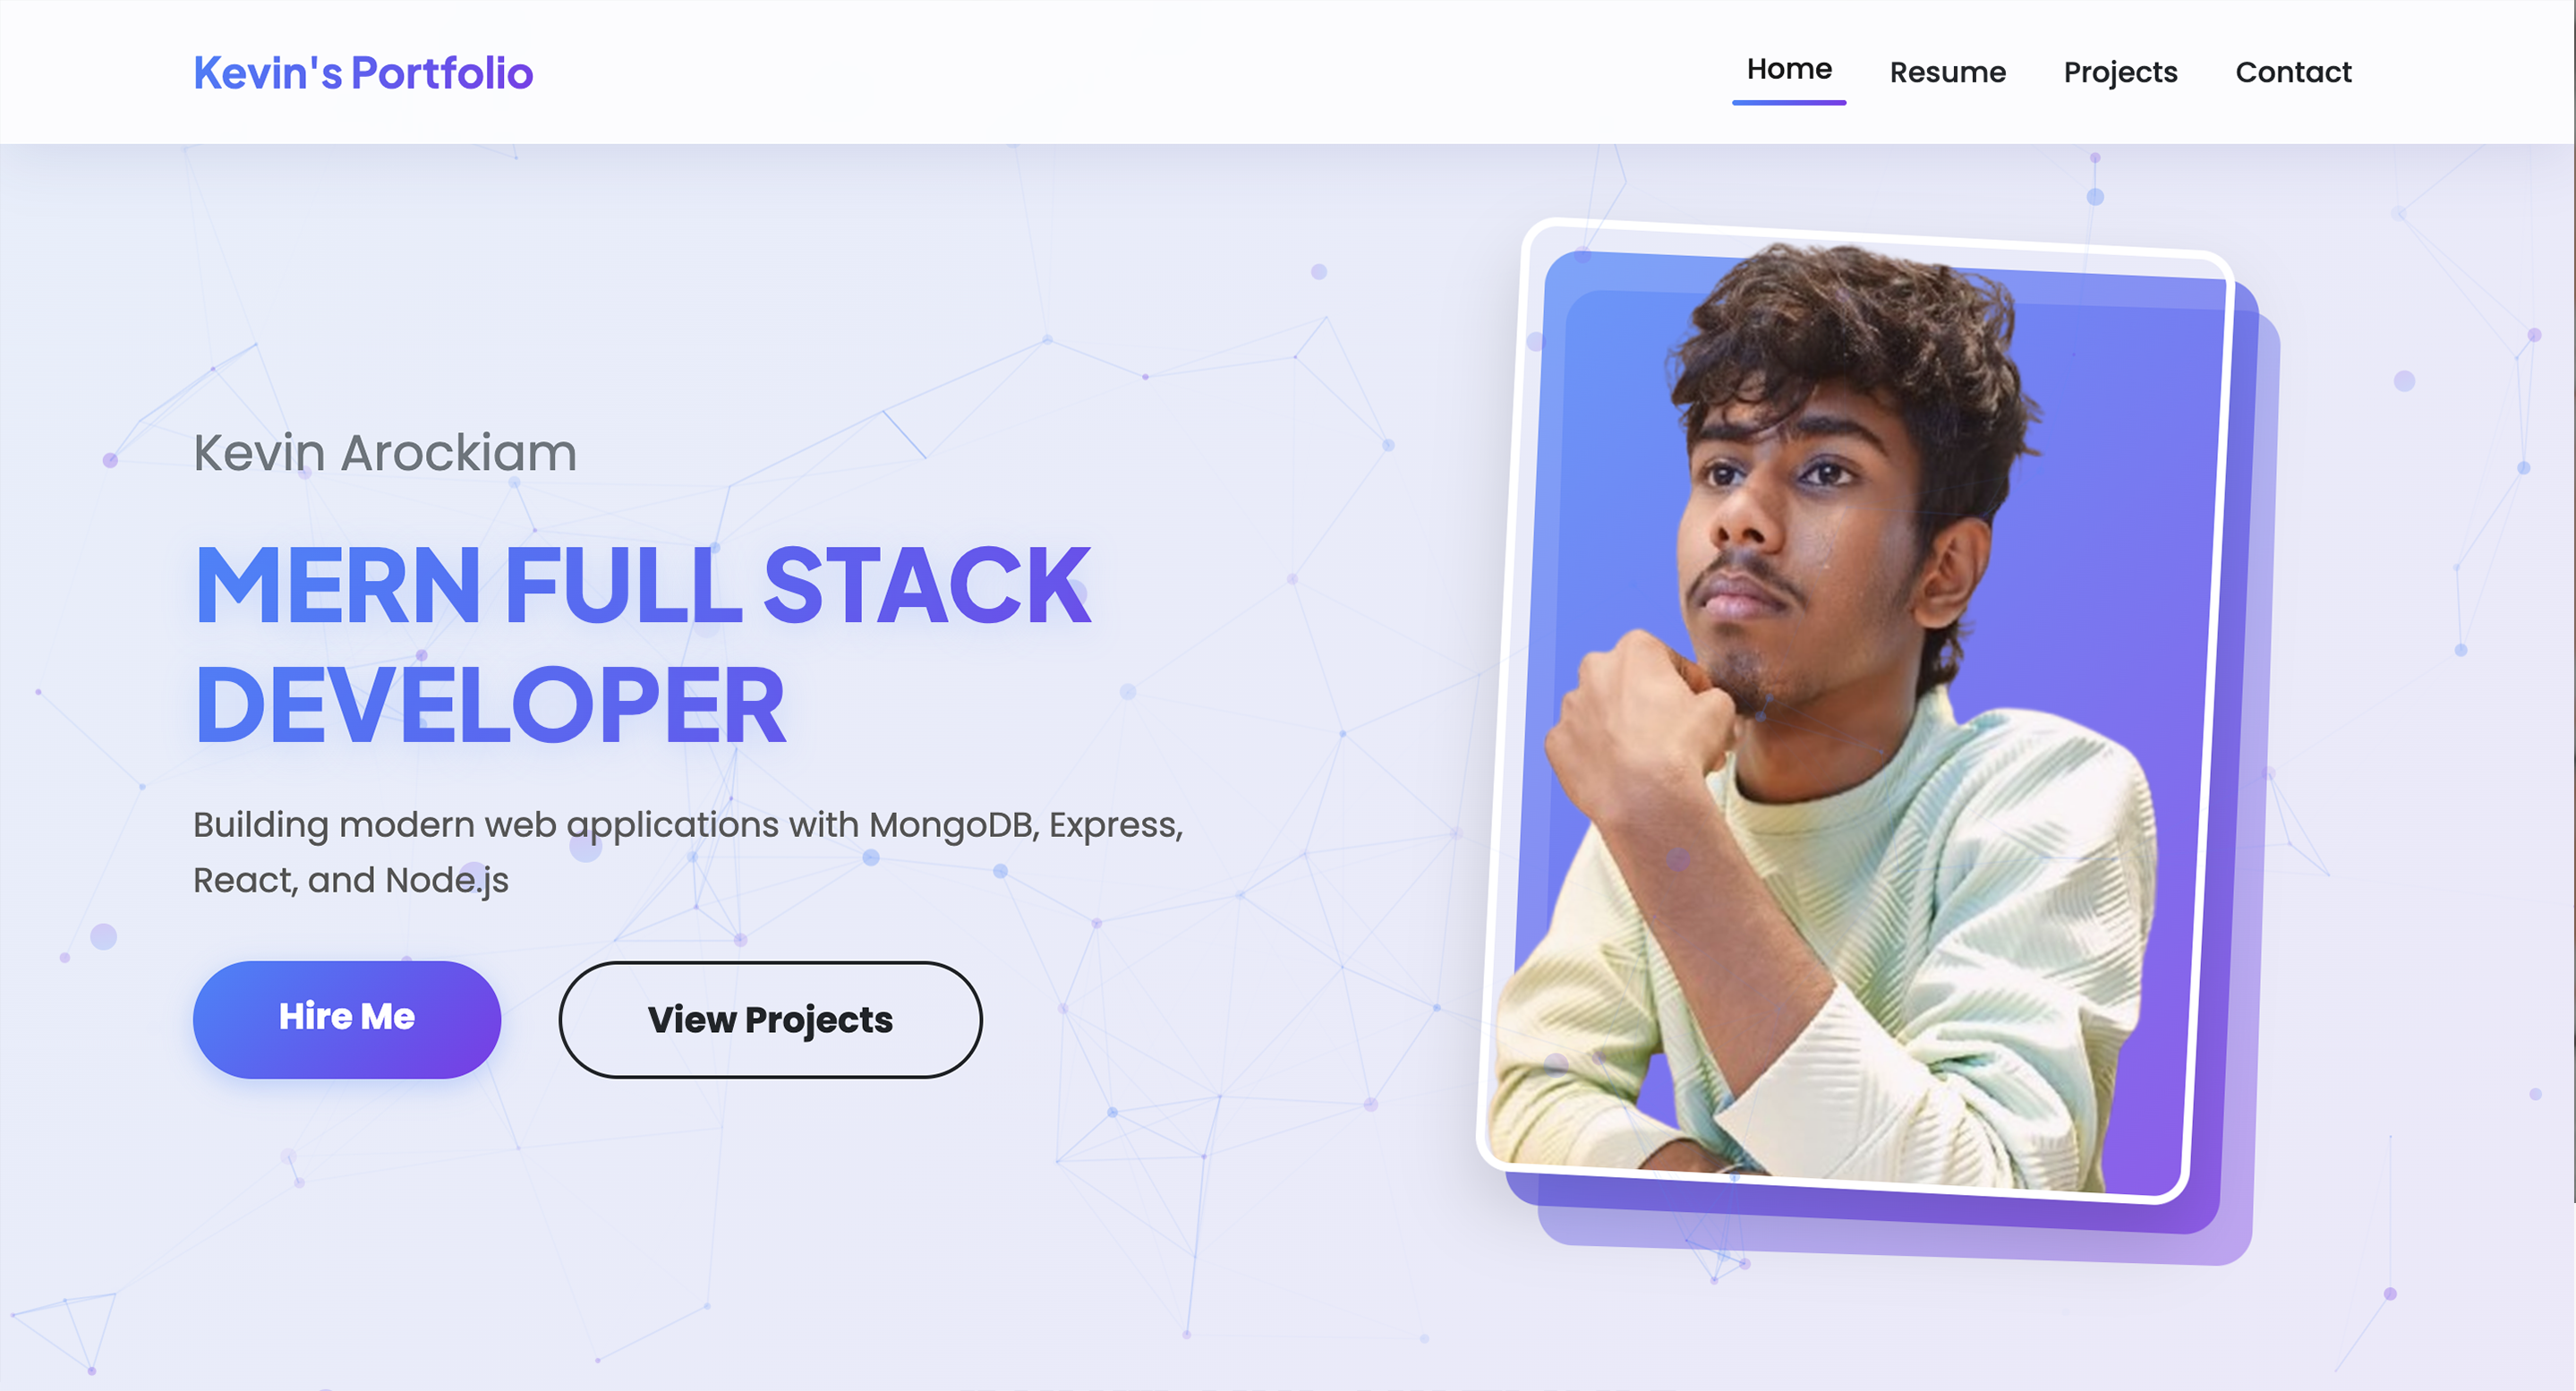 Kevin's Portfolio
Home Resume Projects Contact
Kevin Arockiam
MERN FULL STACK
DEVELOPER
Building modern web applications with MongoDB, Express,
React, and Node.js
Hire Me View Projects